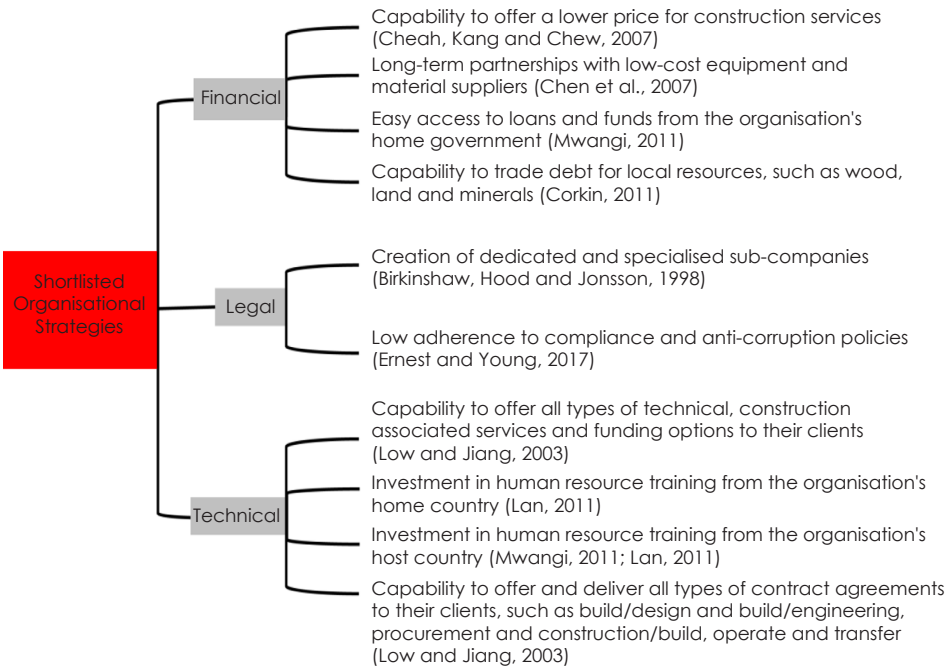 Shortlisted
Organisational
Strategies
Financial
Capability to offer a lower price for construction services
(Cheah, Kang and Chew, 2007)
Long-term partnerships with low-cost equipment and
material suppliers (Chen et al., 2007)
Easy access to loans and funds from the organisation's
home government (Mwangi, 2011)
Capability to trade debt for local resources, such as wood,
land and minerals (Corkin, 2011)
Legal
Creation of dedicated and specialised sub-companies
(Birkinshaw, Hood and Jonsson, 1998)
Low adherence to compliance and anti-corruption policies
(Ernest and Young, 2017)
Technical
Capability to offer all types of technical, construction
associated services and funding options to their clients
(Low and Jiang, 2003)
Investment in human resource training from the organisation's
home country (Lan, 2011)
Investment in human resource training from the organisation's
host country (Mwangi, 2011; Lan, 2011)
Capability to offer and deliver all types of contract agreements
to their clients, such as build/design and build/engineering,
procurement and construction/build, operate and transfer
(Low and Jiang, 2003)